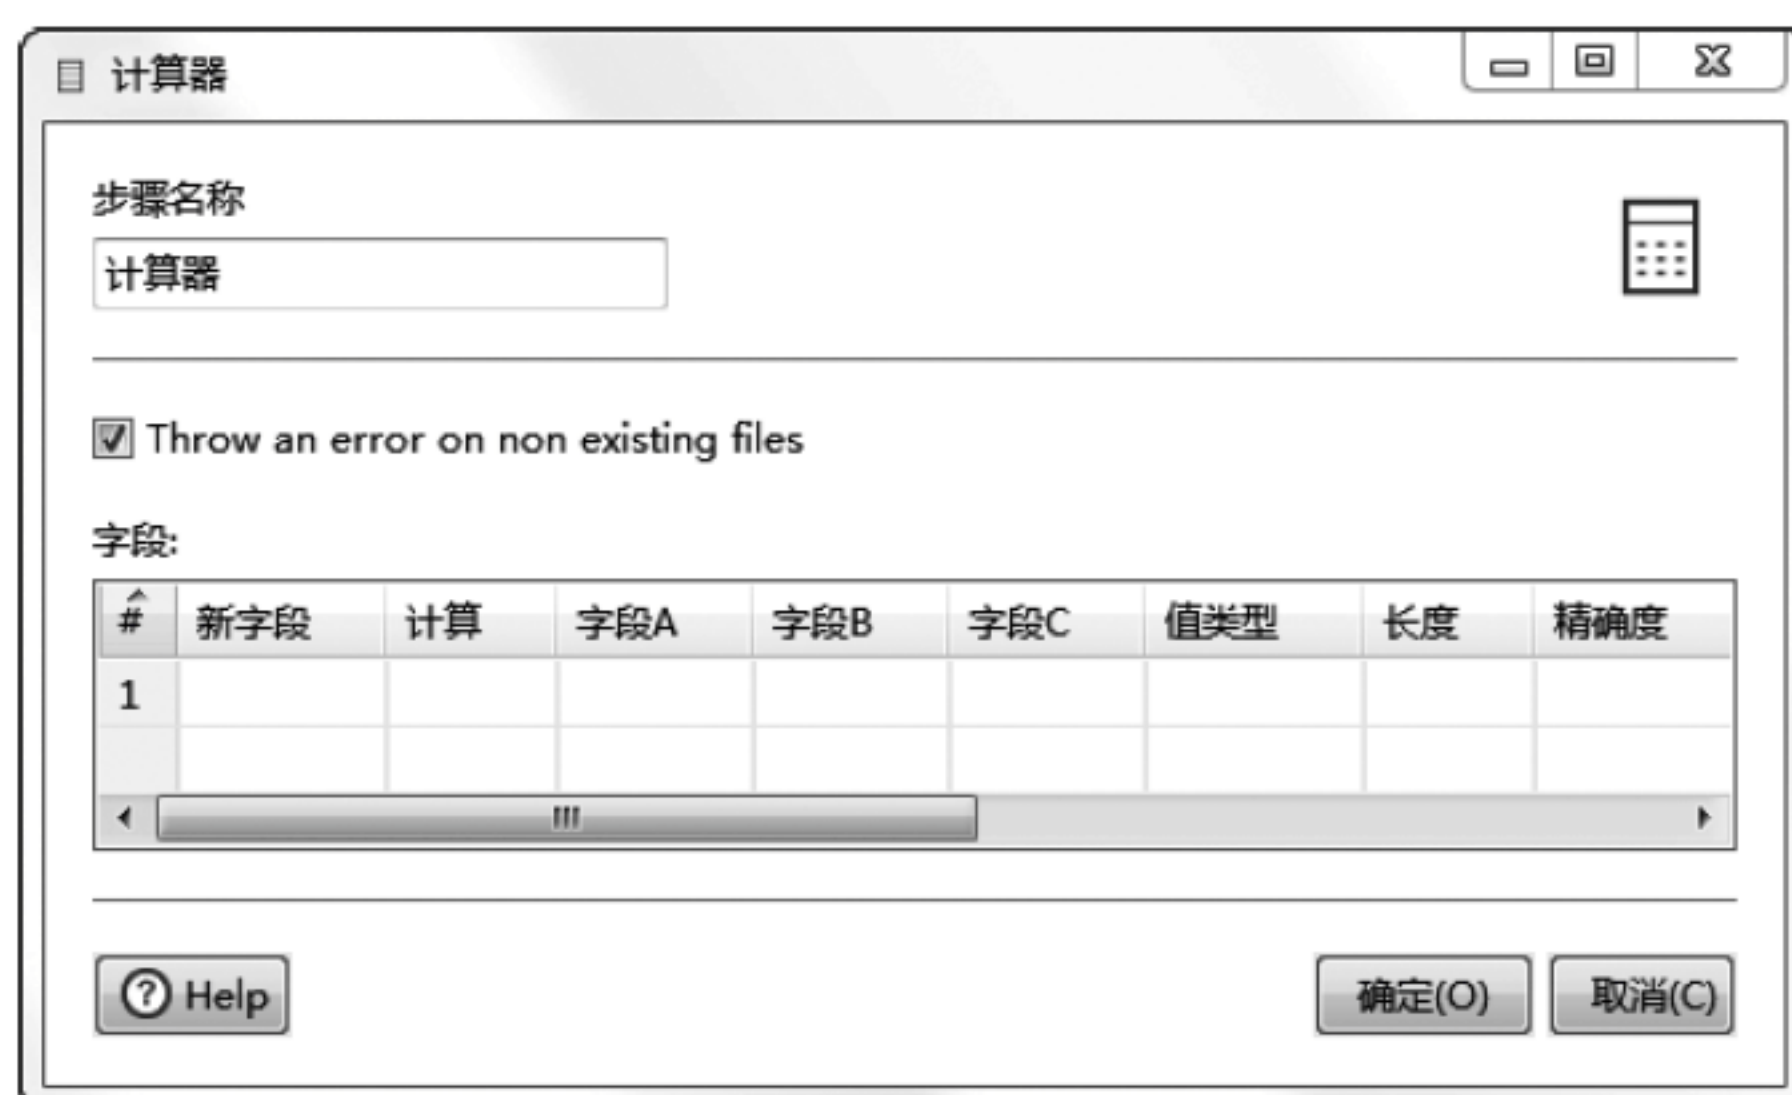 计算器
步骤名称
计算器
Throw an error on non existing files
字段:
# 新字段 计算 字段A 字段B 字段C 值类型 长度 精确度
1
Help 确定(O) 取消(C)